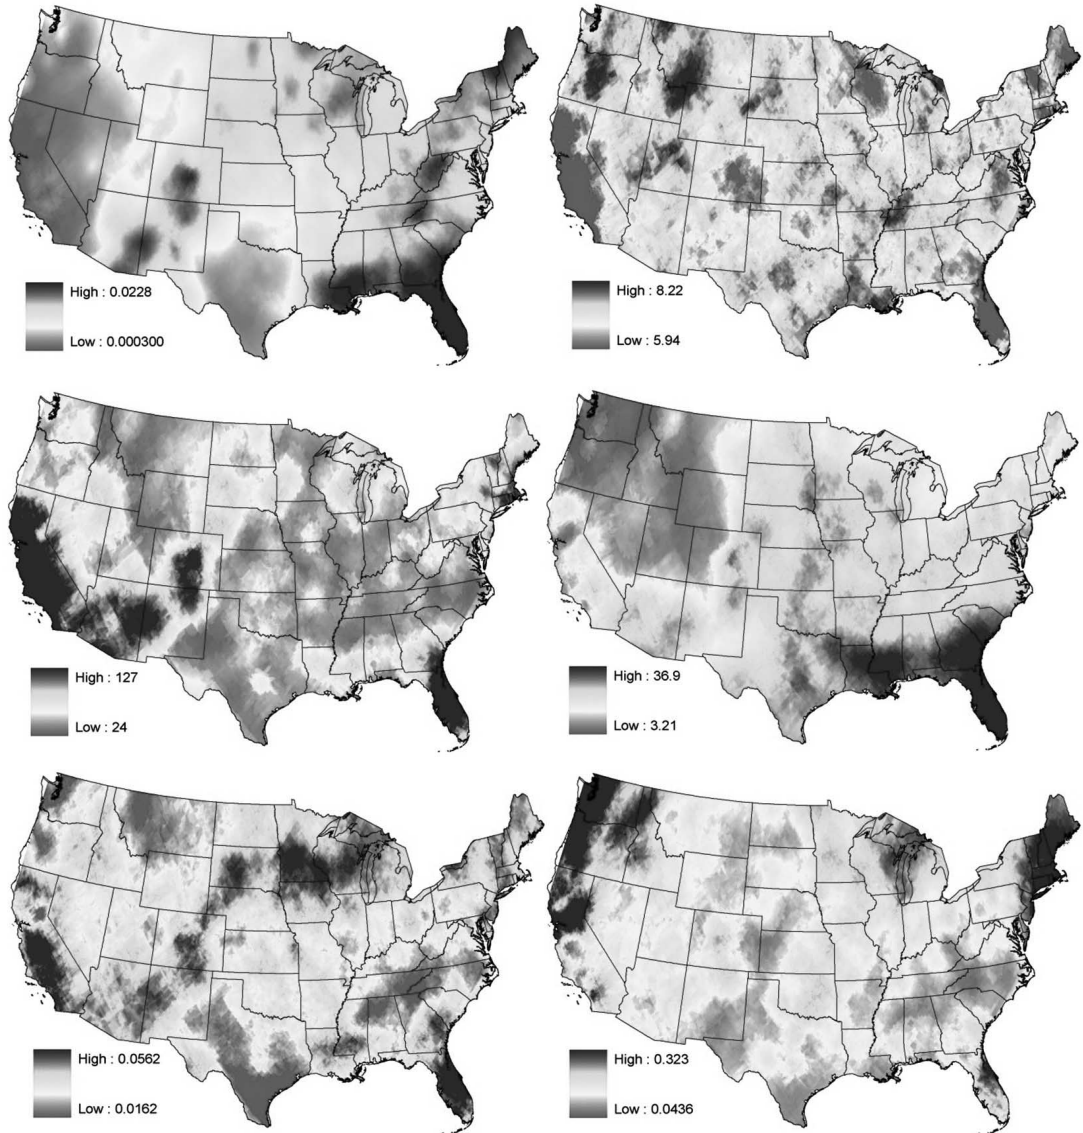 High : 0.0228
Low : 0.000300
High : 8.22
Low : 5.94
High : 127
Low : 24
High : 36.9
Low : 3.21
High : 0.0562
Low : 0.0162
High : 0.323
Low : 0.0436